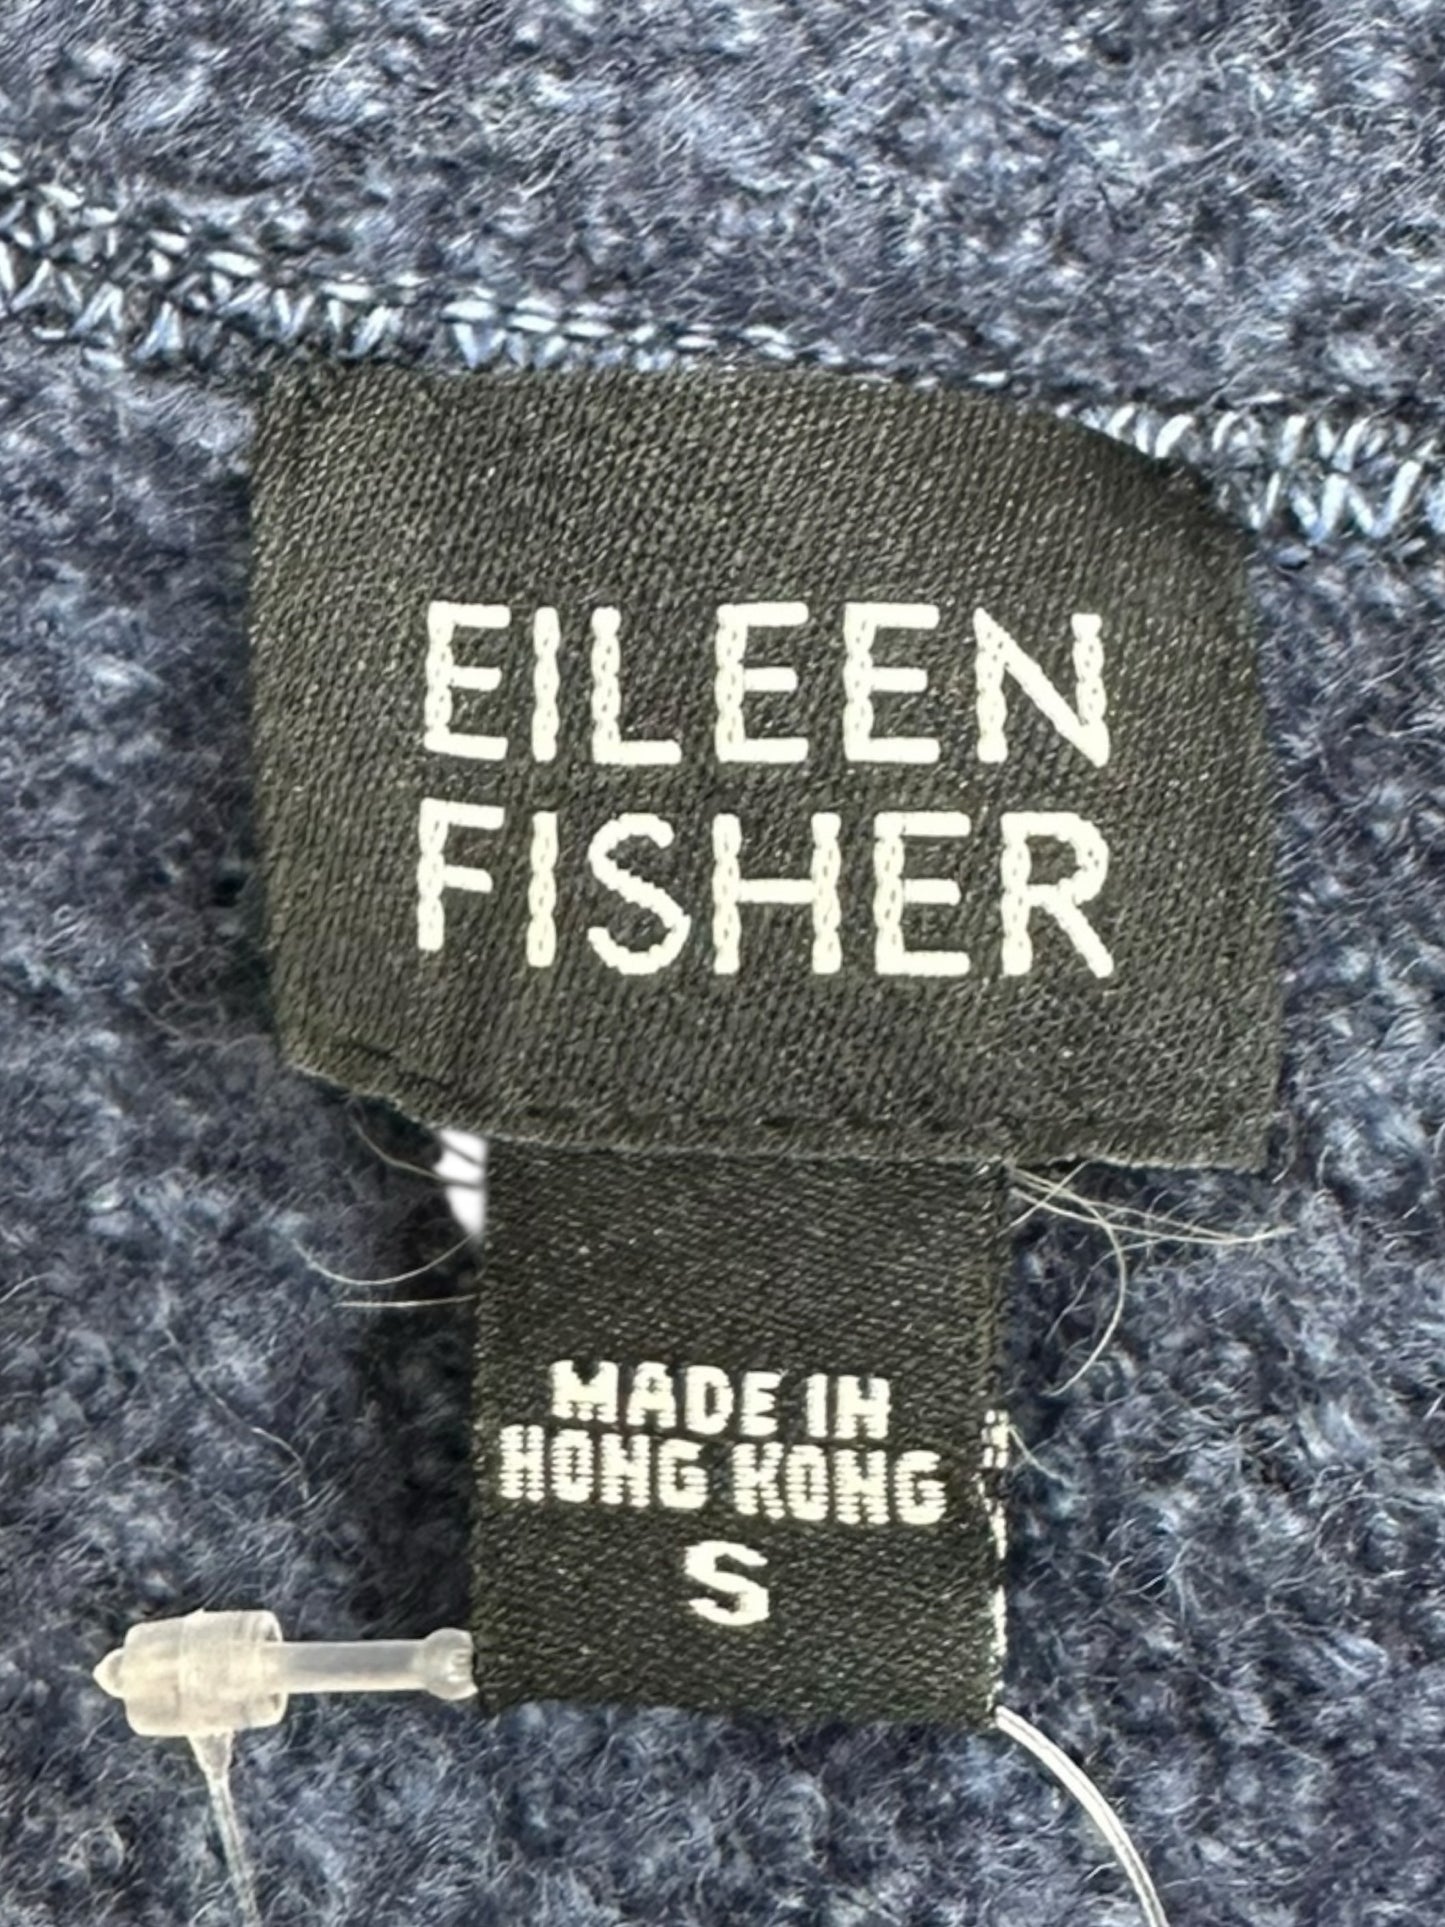 EILEEN
FISHER
MADE IN
HONG KONG
S